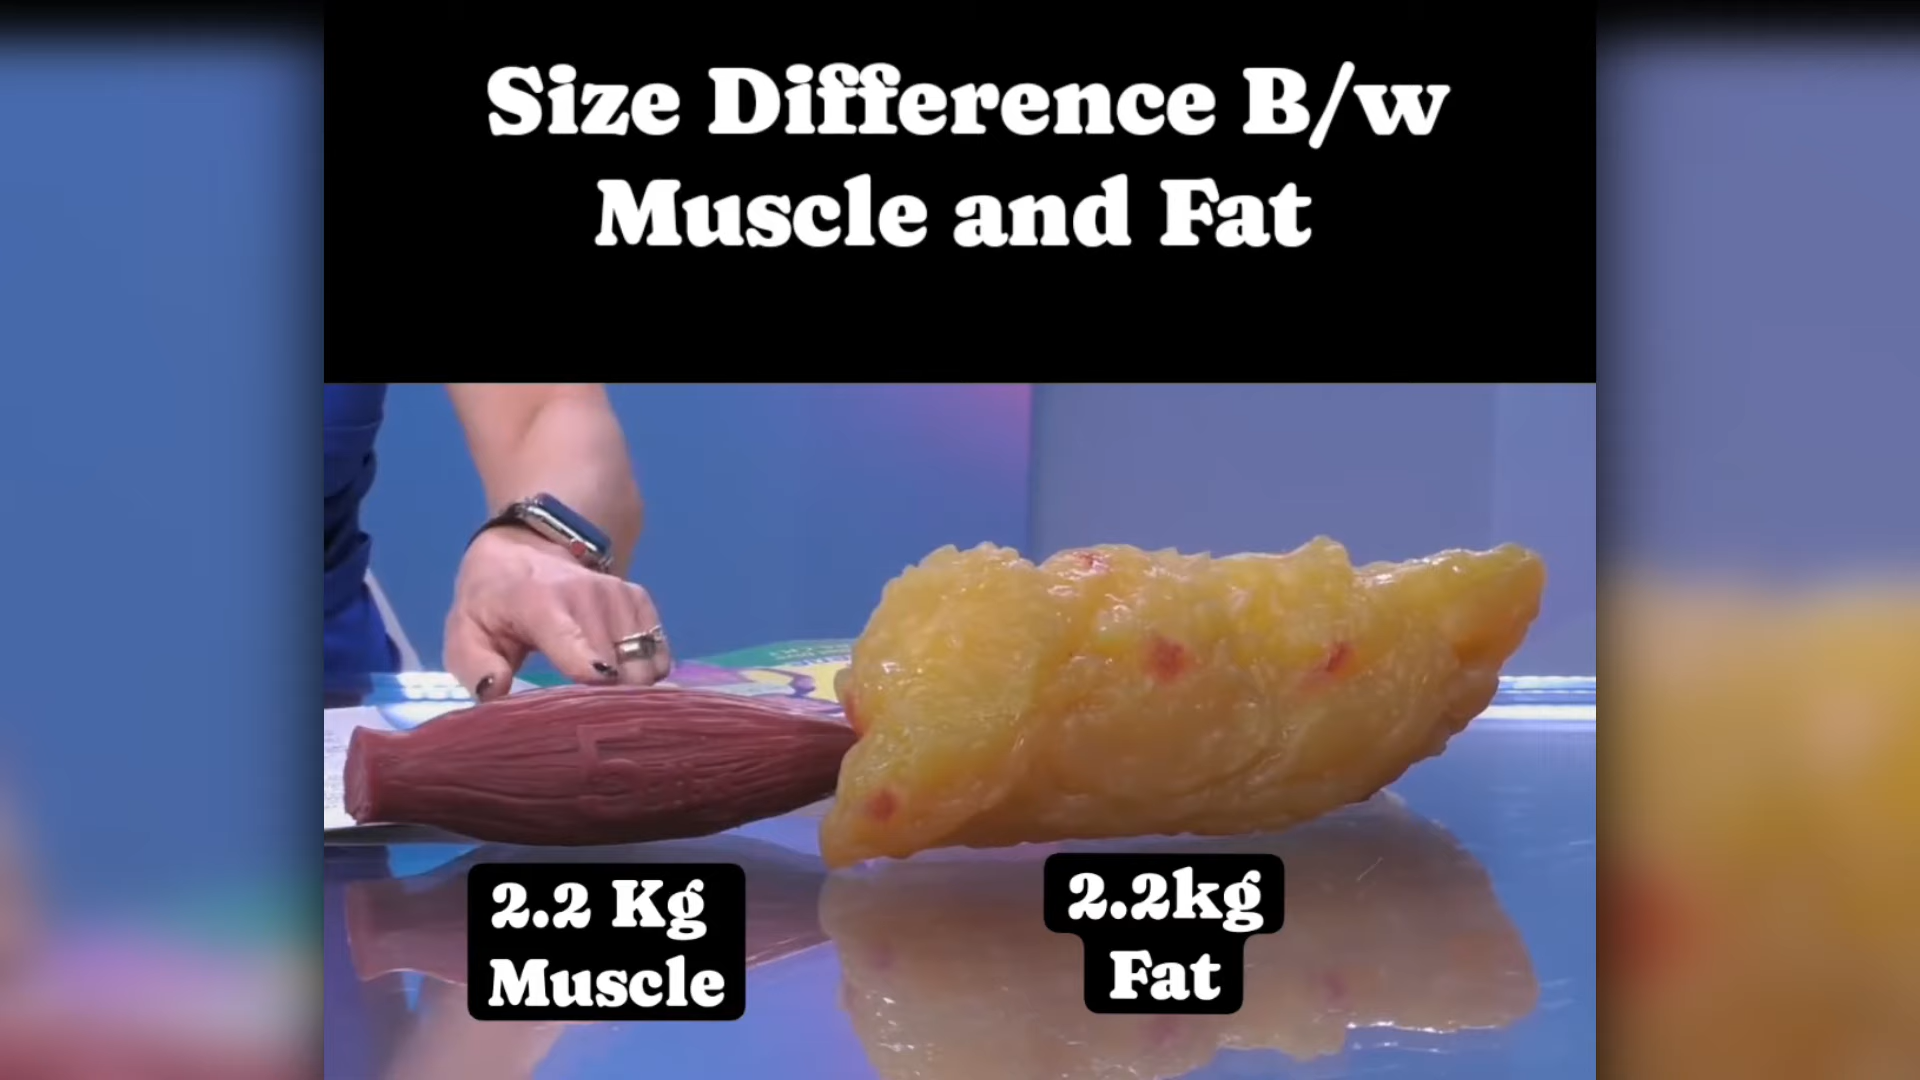 Size Difference B/w
Muscle and Fat
2.2 Kg
Muscle
2.2kg
Fat